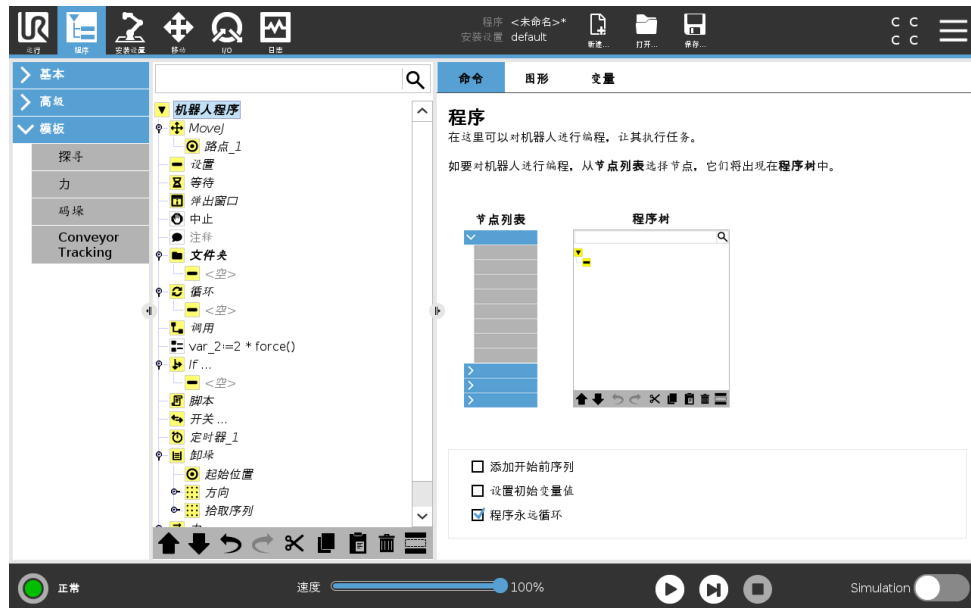 程序 <未命名>*
安装设置 default
C C
C C
运行
程序
安装设置
移动
I/O
日志
新建...
打开...
保存...
基本
高级
模板
探寻
力
码垛
Conveyor
Tracking
机器人程序
MoveJ
路点_1
设置
等待
弹出窗口
中止
注释
文件夹
<空>
循环
<空>
调用
var_2:=2 * force()
If ...
<空>
脚本
开关 ...
定时器_1
卸垛
起始位置
方向
拾取序列
力
命令
图形
变量
程序
在这里可以对机器人进行编程，让其执行任务。
如要对机器人进行编程，从节点列表选择节点，它们将出现在程序树中。
节点列表
程序树
添加开始前序列
设置初始变量值
程序永远循环
正常
速度
100%
Simulation